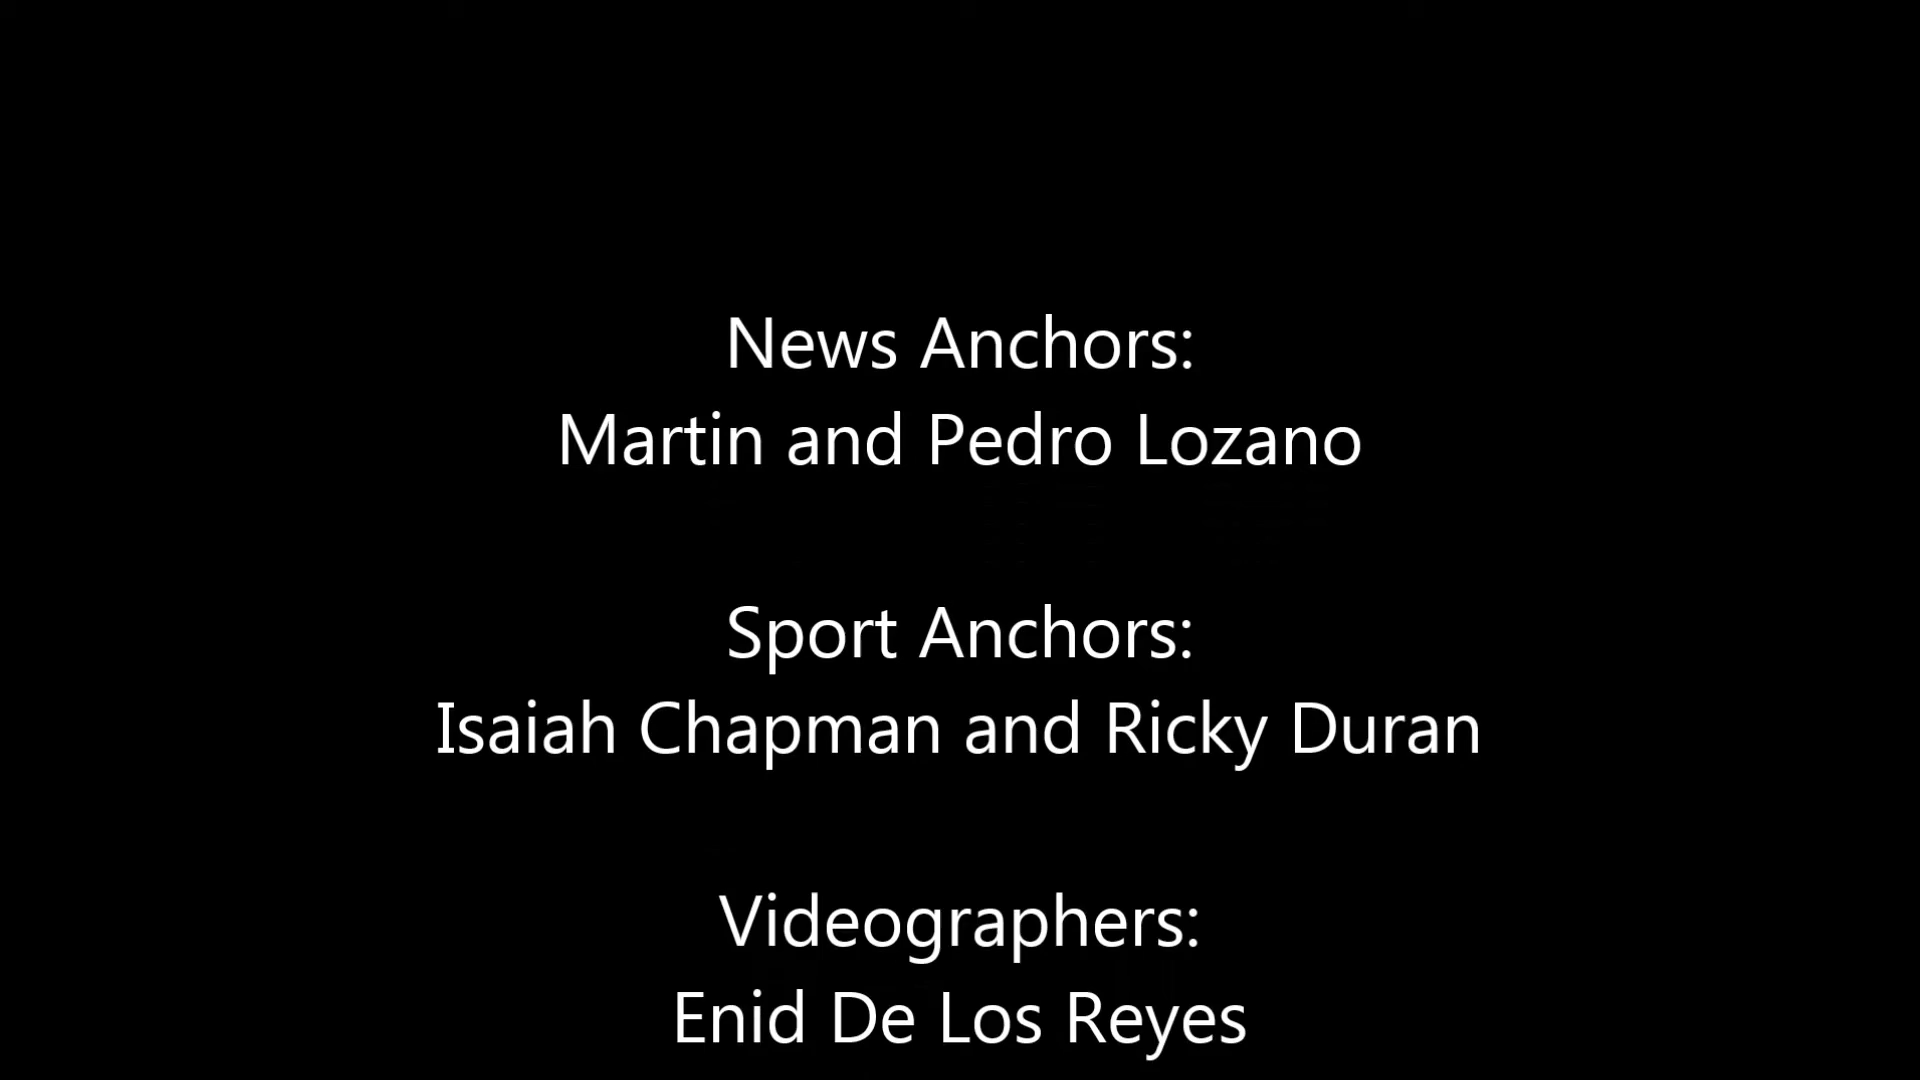 News Anchors:
Martin and Pedro Lozano
Sport Anchors:
Isaiah Chapman and Ricky Duran
Videographers:
Enid De Los Reyes